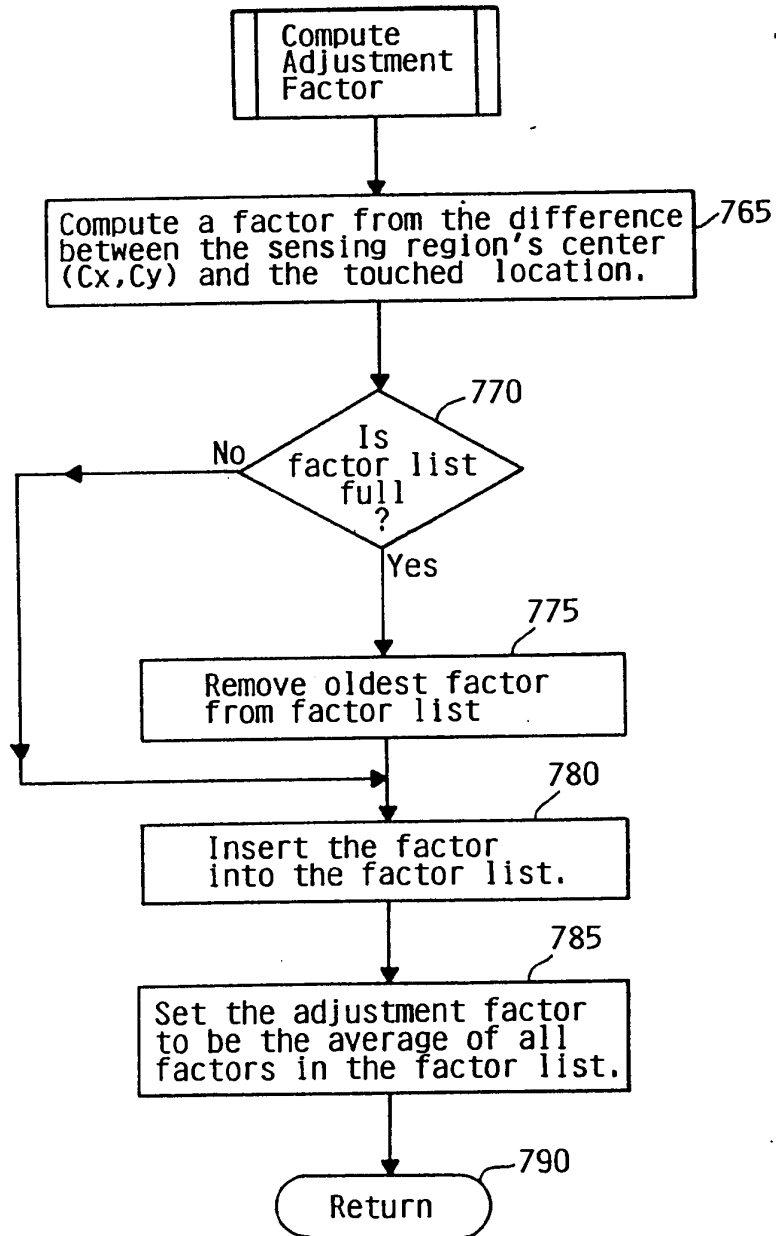 Compute
Adjustment
Factor
Compute a factor from the difference
between the sensing region's center
(Cx,Cy) and the touched location.
765
770
Is
factor list
full
?
No
Yes
775
Remove oldest factor
from factor list
780
Insert the factor
into the factor list.
785
Set the adjustment factor
to be the average of all
factors in the factor list.
790
Return